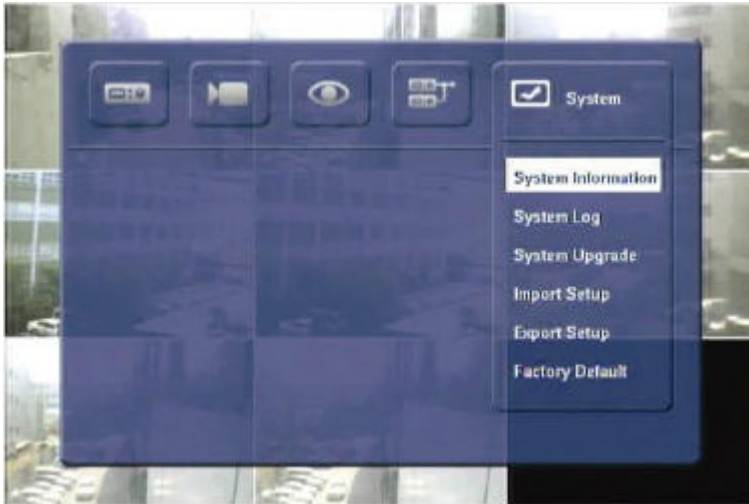 System
System Information
System Log
System Upgrade
Import Setup
Export Setup
Factory Default